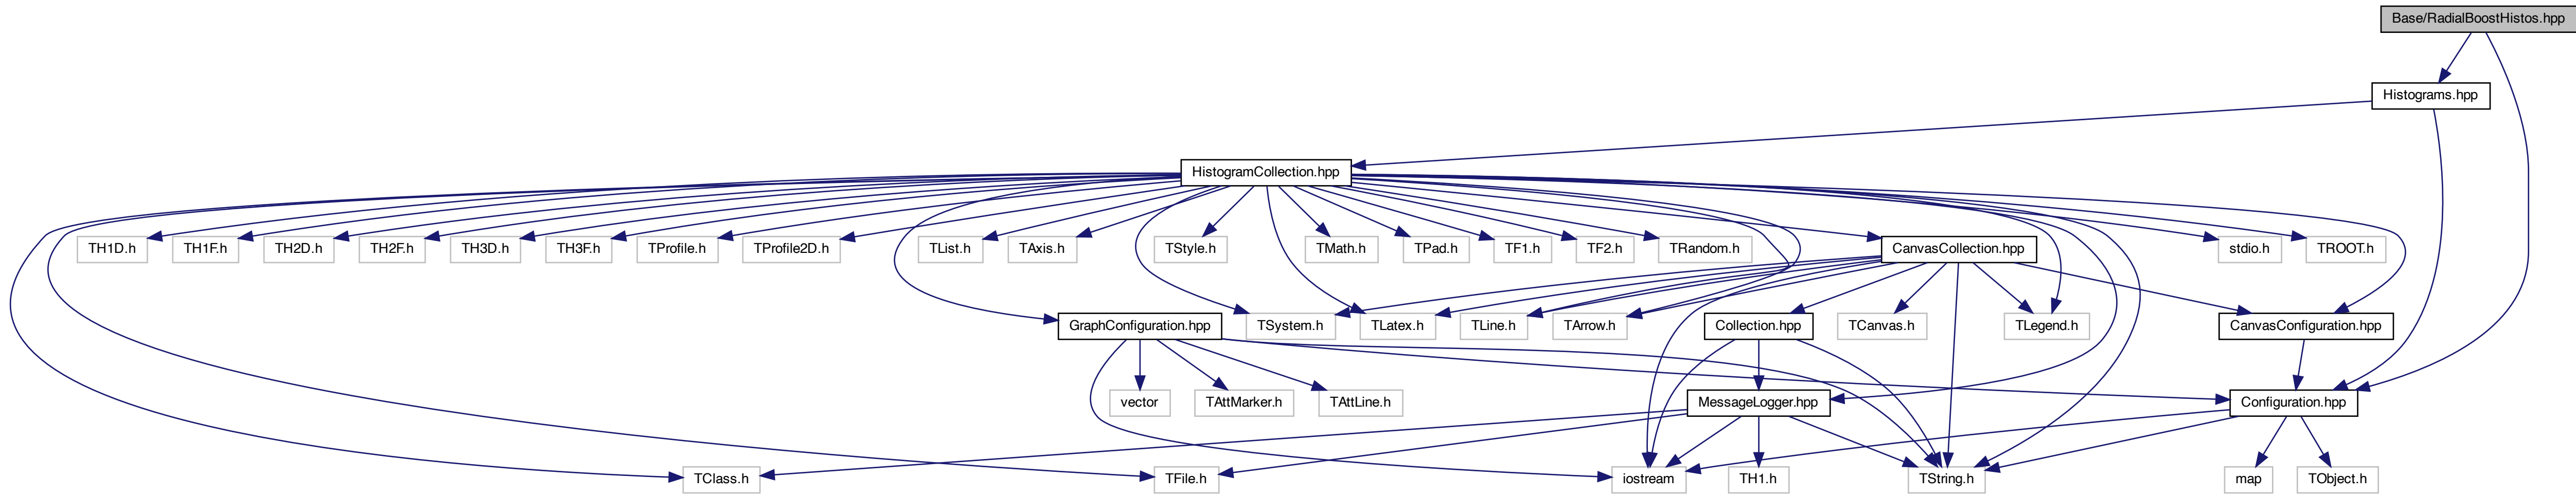 Base/RadialBoostHistos.hpp
Histograms.hpp
HistogramCollection.hpp
TH1D.h
TH1F.h
TH2D.h
TH2F.h
TH3D.h
TH3F.h
TProfile.h
TProfile2D.h
TList.h
TAxis.h
TStyle.h
TMath.h
TPad.h
TF1.h
TF2.h
TRandom.h
CanvasCollection.hpp
stdio.h
TROOT.h
GraphConfiguration.hpp
TSystem.h
TLatex.h
TLine.h
TArrow.h
Collection.hpp
TCanvas.h
TLegend.h
CanvasConfiguration.hpp
vector
TAttMarker.h
TAttLine.h
MessageLogger.hpp
Configuration.hpp
TClass.h
TFile.h
iostream
TH1.h
TString.h
map
TObject.h